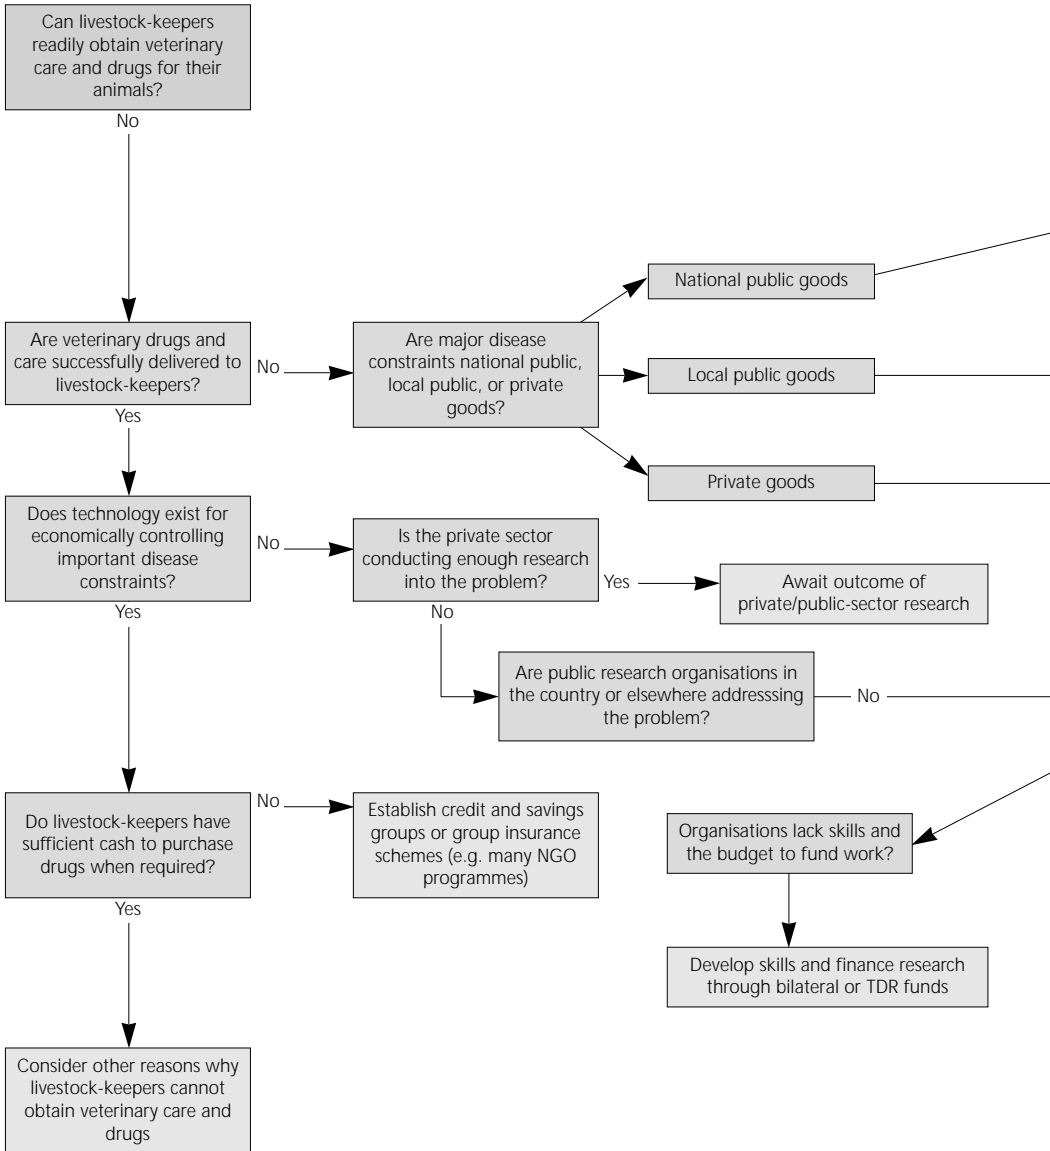 Can livestock-keepers
readily obtain veterinary
care and drugs for their
animals?
No
National public goods
Are veterinary drugs and
care successfully delivered to
livestock-keepers?
No
Are major disease
constraints national public,
local public, or private
goods?
Local public goods
Yes
Private goods
Does technology exist for
economically controlling
important disease
constraints?
No
Is the private sector
conducting enough research
into the problem?
Yes
Await outcome of
private/public-sector research
Yes
No
Are public research organisations in
the country or elsewhere addresssing
the problem?
No
Do livestock-keepers have
sufficient cash to purchase
drugs when required?
No
Establish credit and savings
groups or group insurance
schemes (e.g. many NGO
programmes)
Organisations lack skills and
the budget to fund work?
Yes
Develop skills and finance research
through bilateral or TDR funds
Consider other reasons why
livestock-keepers cannot
obtain veterinary care and
drugs